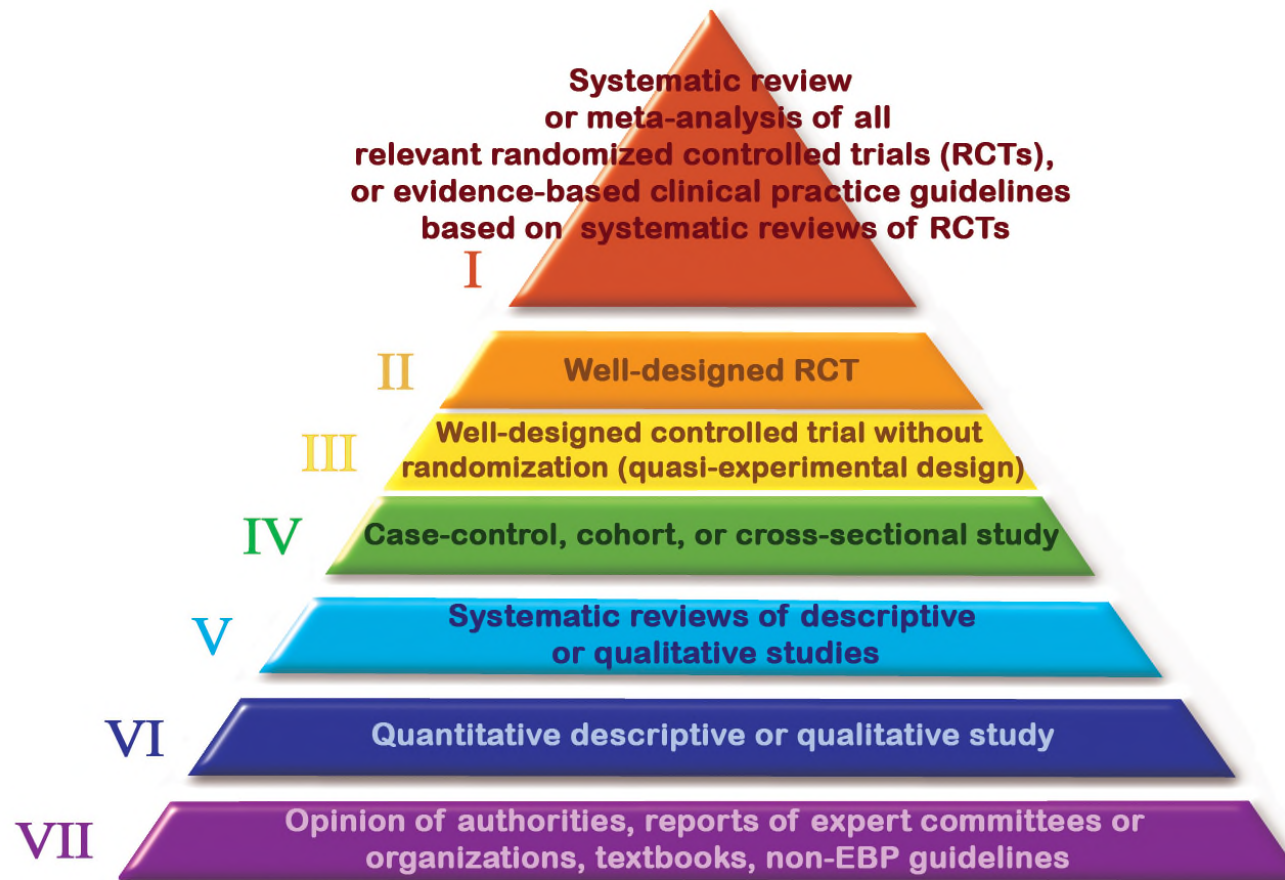 Systematic review
or meta-analysis of all
relevant randomized controlled trials (RCTs),
or evidence-based clinical practice guidelines
based on systematic reviews of RCTs
I
II
Well-designed RCT
III
Well-designed controlled trial without
randomization (quasi-experimental design)
IV
Case-control, cohort, or cross-sectional study
V
Systematic reviews of descriptive
or qualitative studies
VI
Quantitative descriptive or qualitative study
VII
Opinion of authorities, reports of expert committees or
organizations, textbooks, non-EBP guidelines